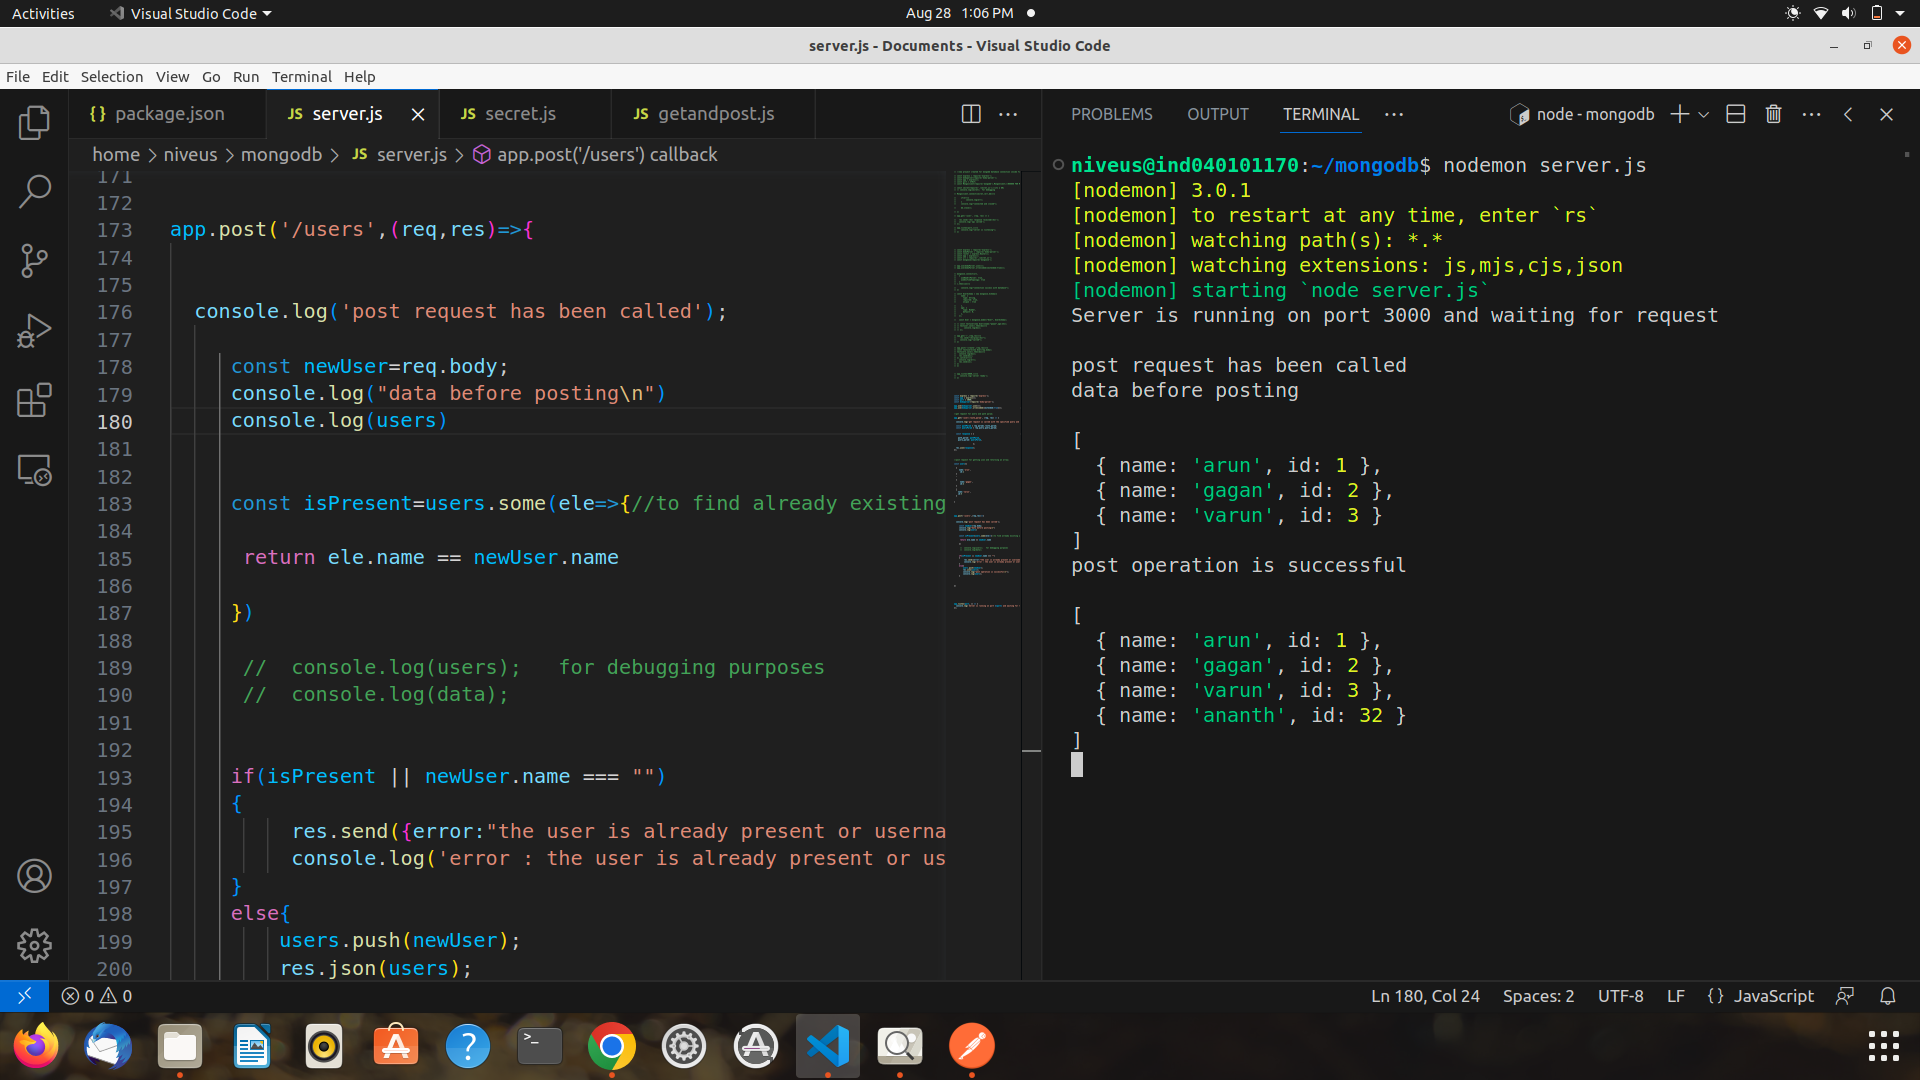 Activities Visual Studio Code Aug 28 1:06 PM
server.js - Documents - Visual Studio Code
File Edit Selection View Go Run Terminal Help
{} package.json JS server.js JS secret.js JS getandpost.js
home > niveus > mongodb > JS server.js > app.post('/users') callback
171
172
173 app.post('/users',(req,res)=>{
174
175
176 console.log('post request has been called');
177
178 const newUser=req.body;
179 console.log("data before posting\n")
180 console.log(users)
181
182
183 const isPresent=users.some(ele=>{//to find already existing
184
185 return ele.name == newUser.name
186
187 })
188
189 // console.log(users); for debugging purposes
190 // console.log(data);
191
192
193 if(isPresent || newUser.name === "")
194 {
195 res.send({error:"the user is already present or userna
196 console.log('error : the user is already present or us
197 }
198 else{
199 users.push(newUser);
200 res.json(users);
PROBLEMS OUTPUT TERMINAL ··· node - mongodb
niveus@ind040101170:~/mongodb$ nodemon server.js
[nodemon] 3.0.1
[nodemon] to restart at any time, enter `rs`
[nodemon] watching path(s): *.*
[nodemon] watching extensions: js,mjs,cjs,json
[nodemon] starting `node server.js`
Server is running on port 3000 and waiting for request
post request has been called
data before posting
[
{ name: 'arun', id: 1 },
{ name: 'gagan', id: 2 },
{ name: 'varun', id: 3 }
]
post operation is successful
[
{ name: 'arun', id: 1 },
{ name: 'gagan', id: 2 },
{ name: 'varun', id: 3 },
{ name: 'ananth', id: 32 }
]
0 0 Ln 180, Col 24 Spaces: 2 UTF-8 LF {} JavaScript